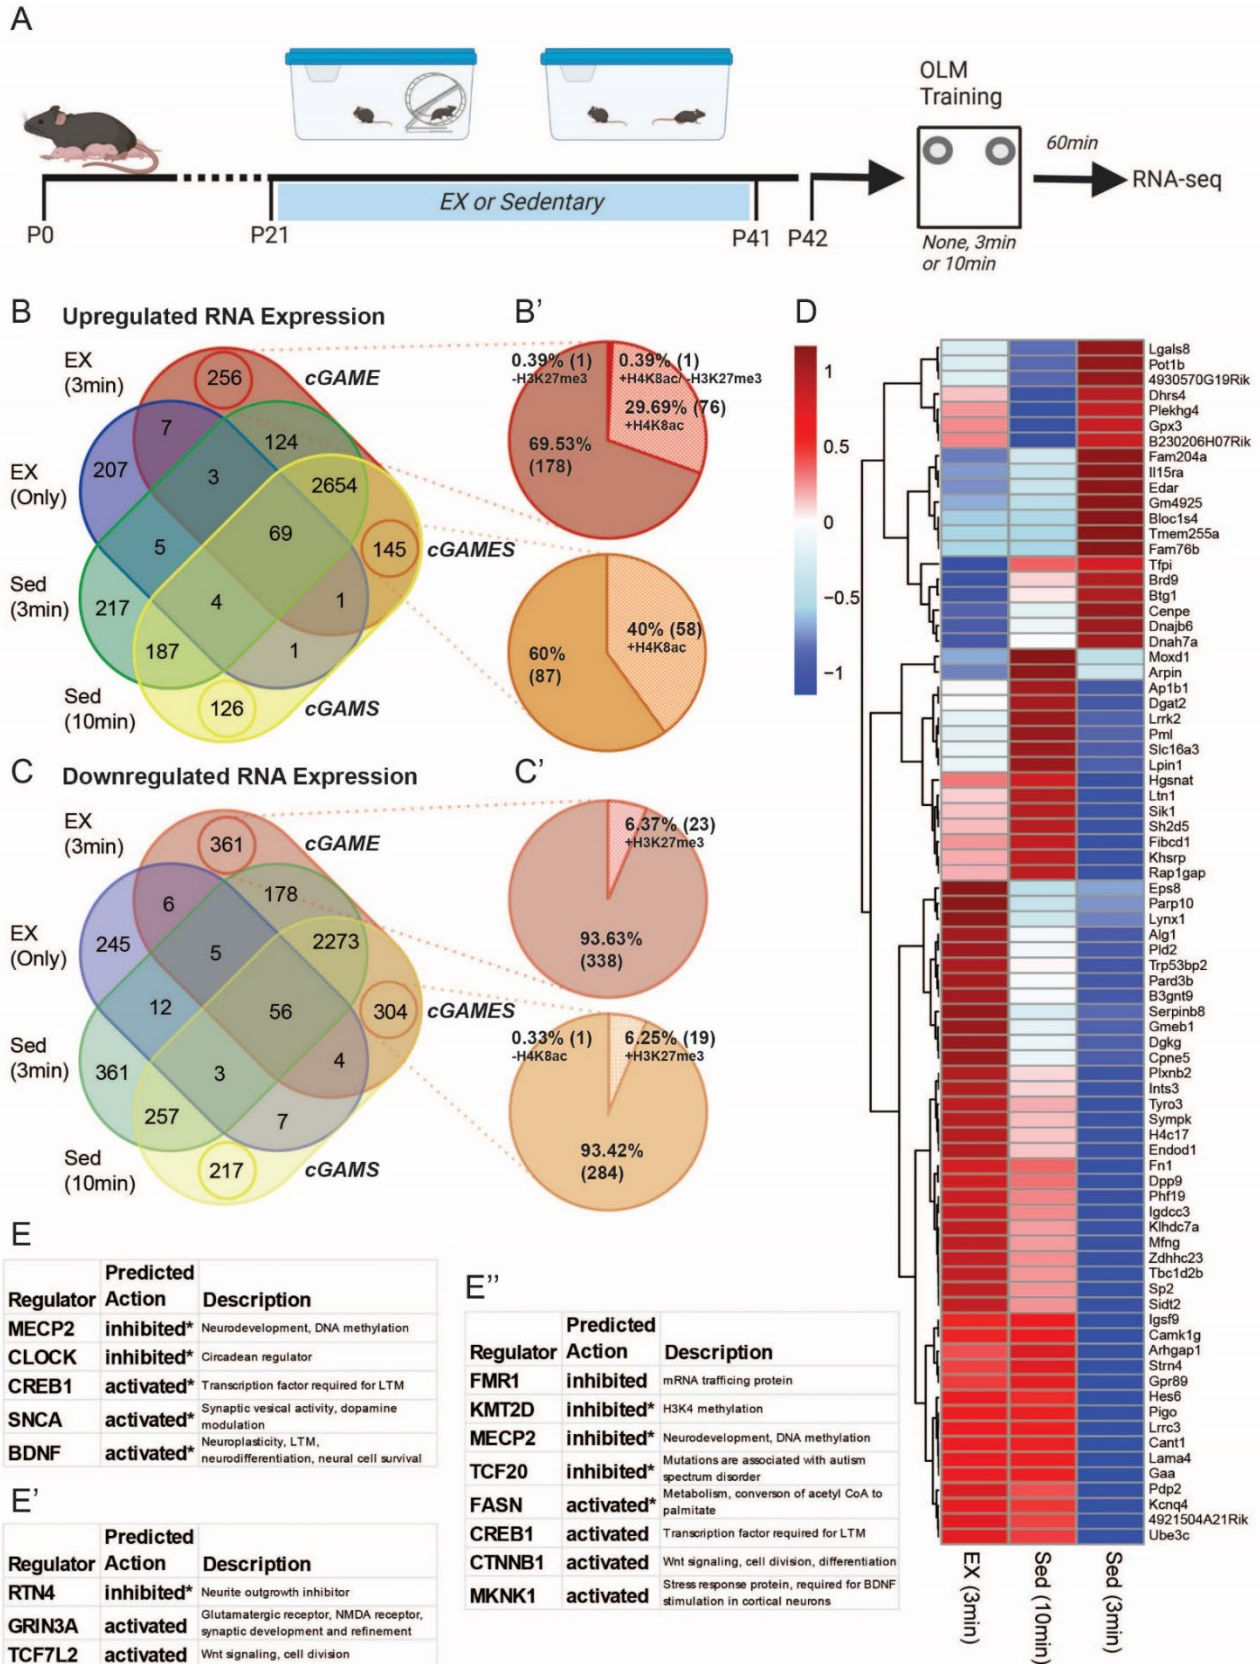 A
OLM
Training
60min
RNA-seq
EX or Sedentary
P0
P21
P41
P42
None, 3min
or 10min
B
Upregulated RNA Expression
EX
(3min)
256
cGAME
7
124
EX
(Only)
207
3
2654
5
69
145
cGAMES
Sed
(3min)
217
4
1
187
1
Sed
(10min)
126
cGAMS
B'
0.39% (1)
-H3K27me3
0.39% (1)
+H4K8ac/ -H3K27me3
29.69% (76)
+H4K8ac
69.53%
(178)
40% (58)
+H4K8ac
60%
(87)
C
Downregulated RNA Expression
EX
(3min)
361
cGAME
6
178
EX
(Only)
245
5
2273
12
56
304
cGAMES
Sed
(3min)
361
3
4
257
7
Sed
(10min)
217
cGAMS
C'
6.37% (23)
+H3K27me3
93.63%
(338)
0.33% (1)
-H4K8ac
6.25% (19)
+H3K27me3
93.42%
(284)
D
1
0.5
0
−0.5
−1
Lgals8
Pot1b
4930570G19Rik
Dhrs4
Plekhg4
Gpx3
B230206H07Rik
Fam204a
Il15ra
Edar
Gm4925
Bloc1s4
Tmem255a
Fam76b
Tfpi
Brd9
Btg1
Cenpe
Dnajb6
Dnah7a
Moxd1
Arpin
Ap1b1
Dgat2
Lrrk2
Pml
Slc16a3
Lpin1
Hgsnat
Ltn1
Sik1
Sh2d5
Fibcd1
Khsrp
Rap1gap
Eps8
Parp10
Lynx1
Alg1
Pld2
Trp53bp2
Pard3b
B3gnt9
Serpinb8
Gmeb1
Dgkg
Cpne5
Plxnb2
Ints3
Tyro3
Sympk
H4c17
Endod1
Fn1
Dpp9
Phf19
Igdcc3
Klhdc7a
Mfng
Zdhhc23
Tbc1d2b
Sp2
Sidt2
Igsf9
Camk1g
Arhgap1
Strn4
Gpr89
Hes6
Pigo
Lrrc3
Cant1
Lama4
Gaa
Pdp2
Kcnq4
4921504A21Rik
Ube3c
EX (3min)
Sed (10min)
Sed (3min)
E
Predicted
Regulator Action Description
MECP2 inhibited* Neurodevelopment, DNA methylation
CLOCK inhibited* Circadean regulator
CREB1 activated* Transcription factor required for LTM
SNCA activated* Synaptic vesical activity, dopamine
modulation
BDNF activated* Neuroplasticity, LTM,
neurodifferentiation, neural cell survival
E'
Predicted
Regulator Action Description
RTN4 inhibited* Neurite outgrowth inhibitor
GRIN3A activated Glutamatergic receptor, NMDA receptor,
synaptic development and refinement
TCF7L2 activated Wnt signaling, cell division
E''
Predicted
Regulator Action Description
FMR1 inhibited mRNA trafficing protein
KMT2D inhibited* H3K4 methylation
MECP2 inhibited* Neurodevelopment, DNA methylation
TCF20 inhibited* Mutations are associated with autism
spectrum disorder
FASN activated* Metabolism, converson of acetyl CoA to
palmitate
CREB1 activated Transcription factor required for LTM
CTNNB1 activated Wnt signaling, cell division, differentiation
MKNK1 activated Stress response protein, required for BDNF
stimulation in cortical neurons